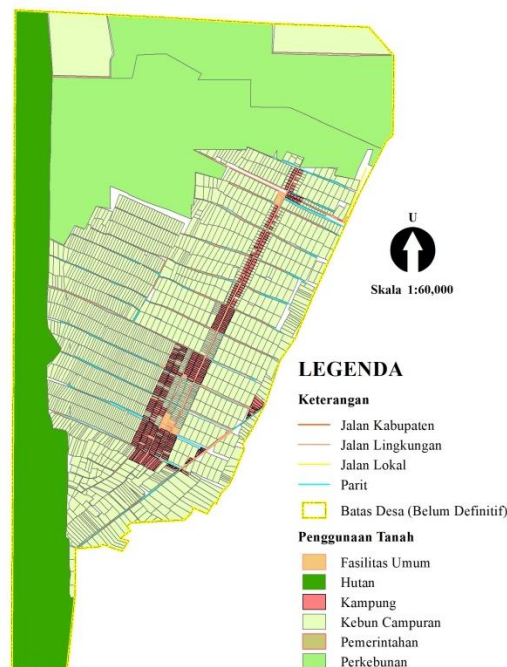 U
Skala 1:60,000
LEGENDA
Keterangan
Jalan Kabupaten
Jalan Lingkungan
Jalan Lokal
Parit
Batas Desa (Belum Definitif)
Penggunaan Tanah
Fasilitas Umum
Hutan
Kampung
Kebun Campuran
Pemerintahan
Perkebunan